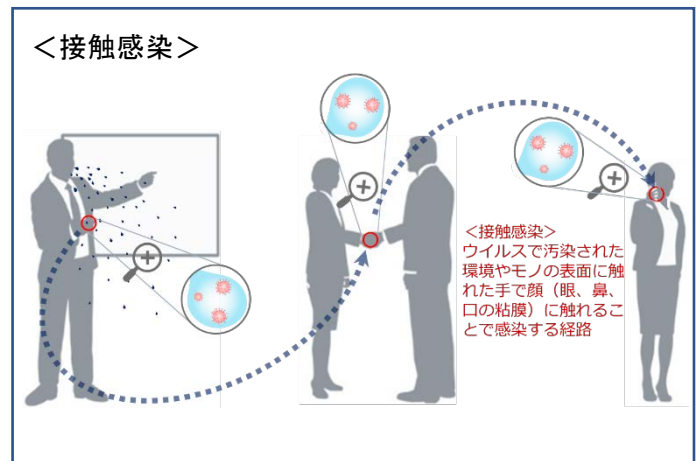 ＜接触感染＞
＜接触感染＞
ウイルスで汚染された
環境やモノの表面に触
れた手で顔（眼、鼻、
口の粘膜）に触れるこ
とで感染する経路